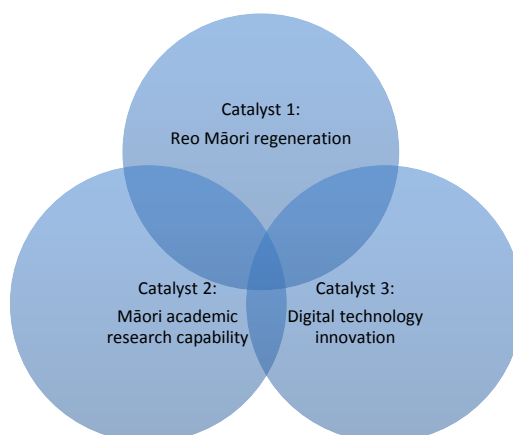 Catalyst 1:
Reo Māori regeneration
Catalyst 2:
Māori academic
research capability
Catalyst 3:
Digital technology
innovation